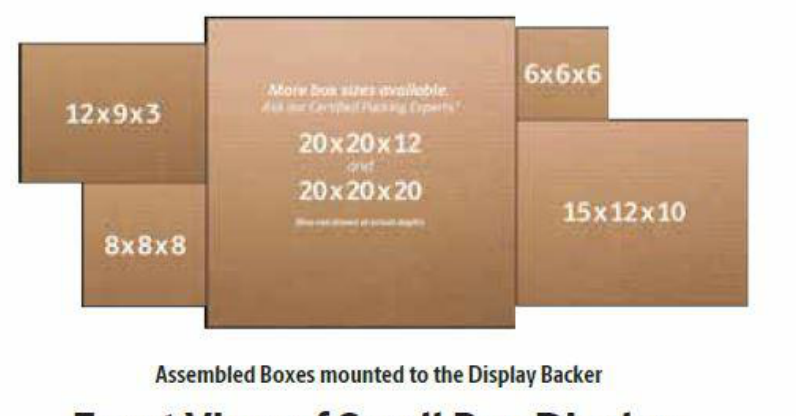 12x9x3
8x8x8
More box sizes available.
Ask our Certified Packing Experts®
20x20x12
and
20x20x20
6x6x6
15x12x10
Assembled Boxes mounted to the Display Backer